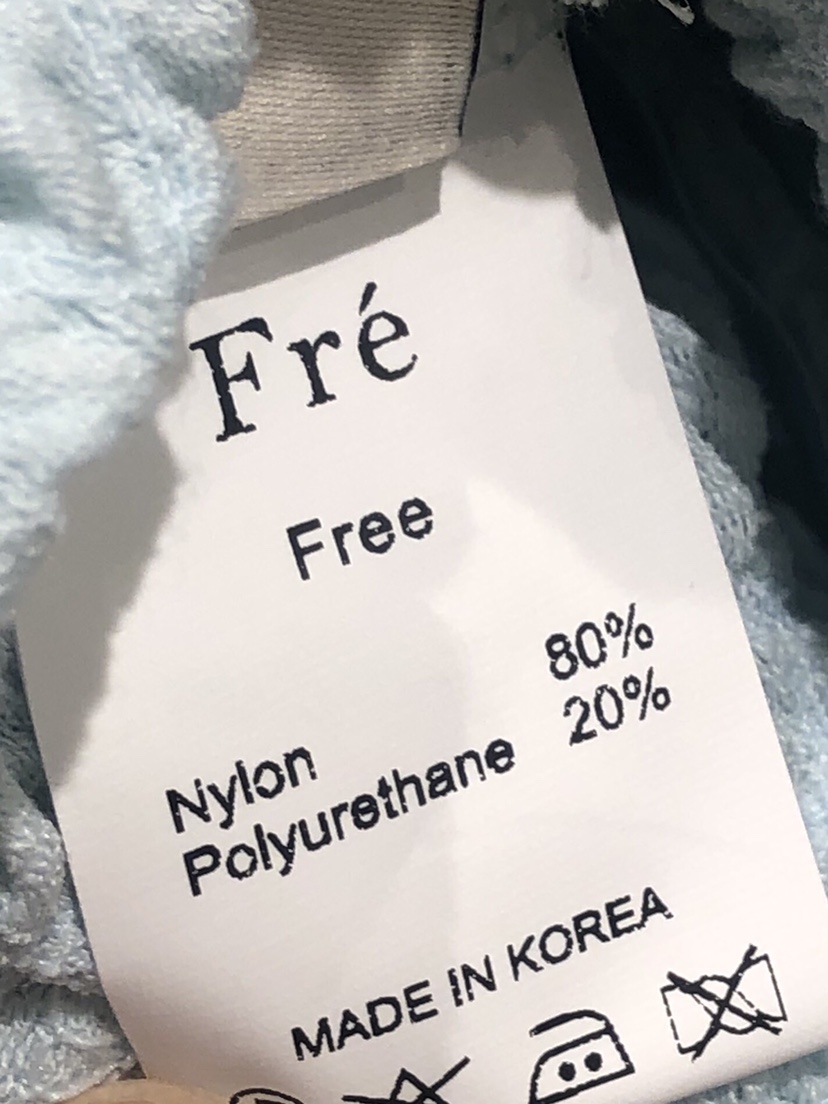 Fré
Free
Nylon 80%
Polyurethane 20%
MADE IN KOREA